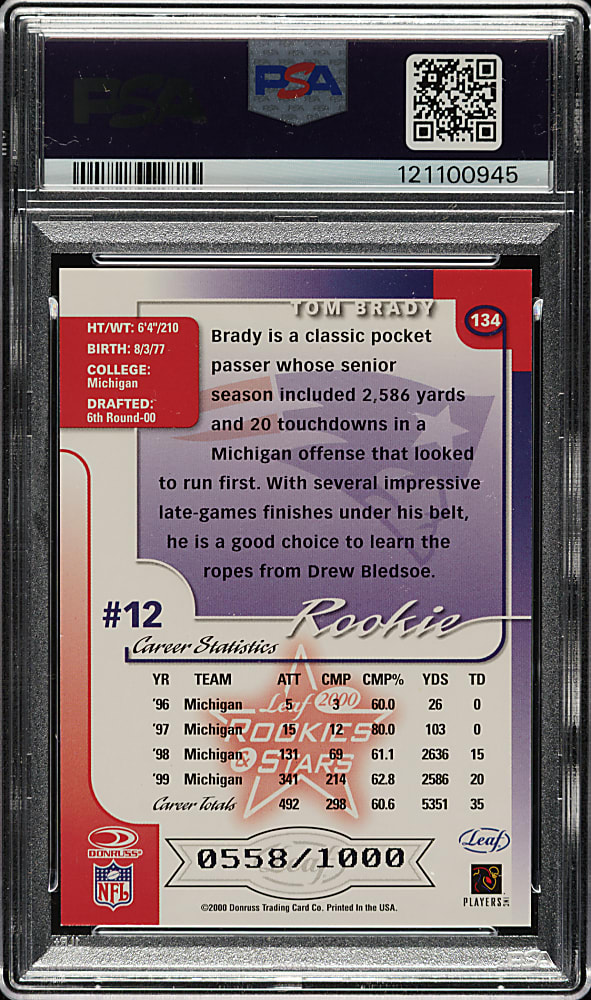 PSA
PSA
121100945
TOM BRADY
134
HT/WT: 6'4"/210
BIRTH: 8/3/77
COLLEGE:
Michigan
DRAFTED:
6th Round-00
Brady is a classic pocket
passer whose senior
season included 2,586 yards
and 20 touchdowns in a
Michigan offense that looked
to run first. With several impressive
late-games finishes under his belt,
he is a good choice to learn the
ropes from Drew Bledsoe.
#12
Rookie
Career Statistics
YR TEAM ATT CMP CMP% YDS TD
'96 Michigan 5 3 60.0 26 0
'97 Michigan 15 12 80.0 103 0
'98 Michigan 131 69 61.1 2636 15
'99 Michigan 341 214 62.8 2586 20
Career Totals 492 298 60.6 5351 35
Leaf 2000
ROOKIES
& STARS
DONRUSS
NFL
Leaf
0558/1000
Leaf
PLAYERS INC
©2000 Donruss Trading Card Co. Printed In the USA.